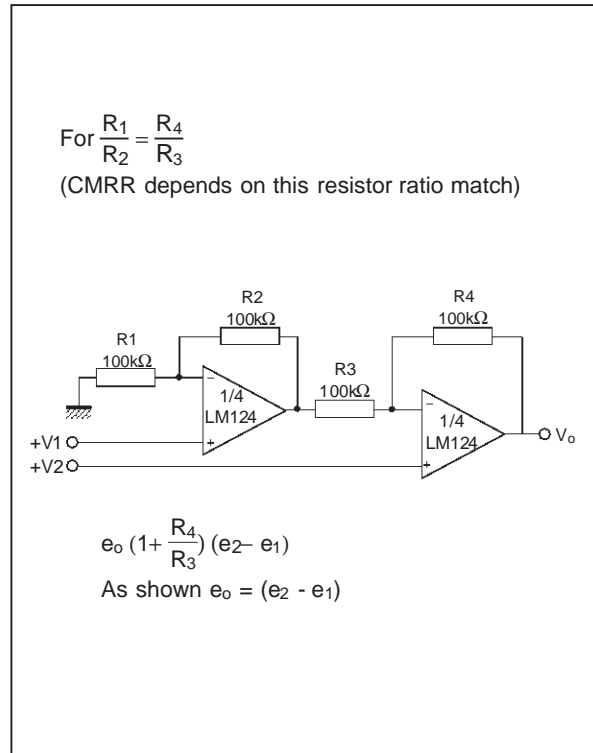 For R1/R2 = R4/R3
(CMRR depends on this resistor ratio match)
R2
100kΩ
R4
100kΩ
R1
100kΩ
R3
100kΩ
1/4
LM124
1/4
LM124
+V1
+V2
Vo
eo (1+ R4/R3) (e2– e1)
As shown eo = (e2 - e1)